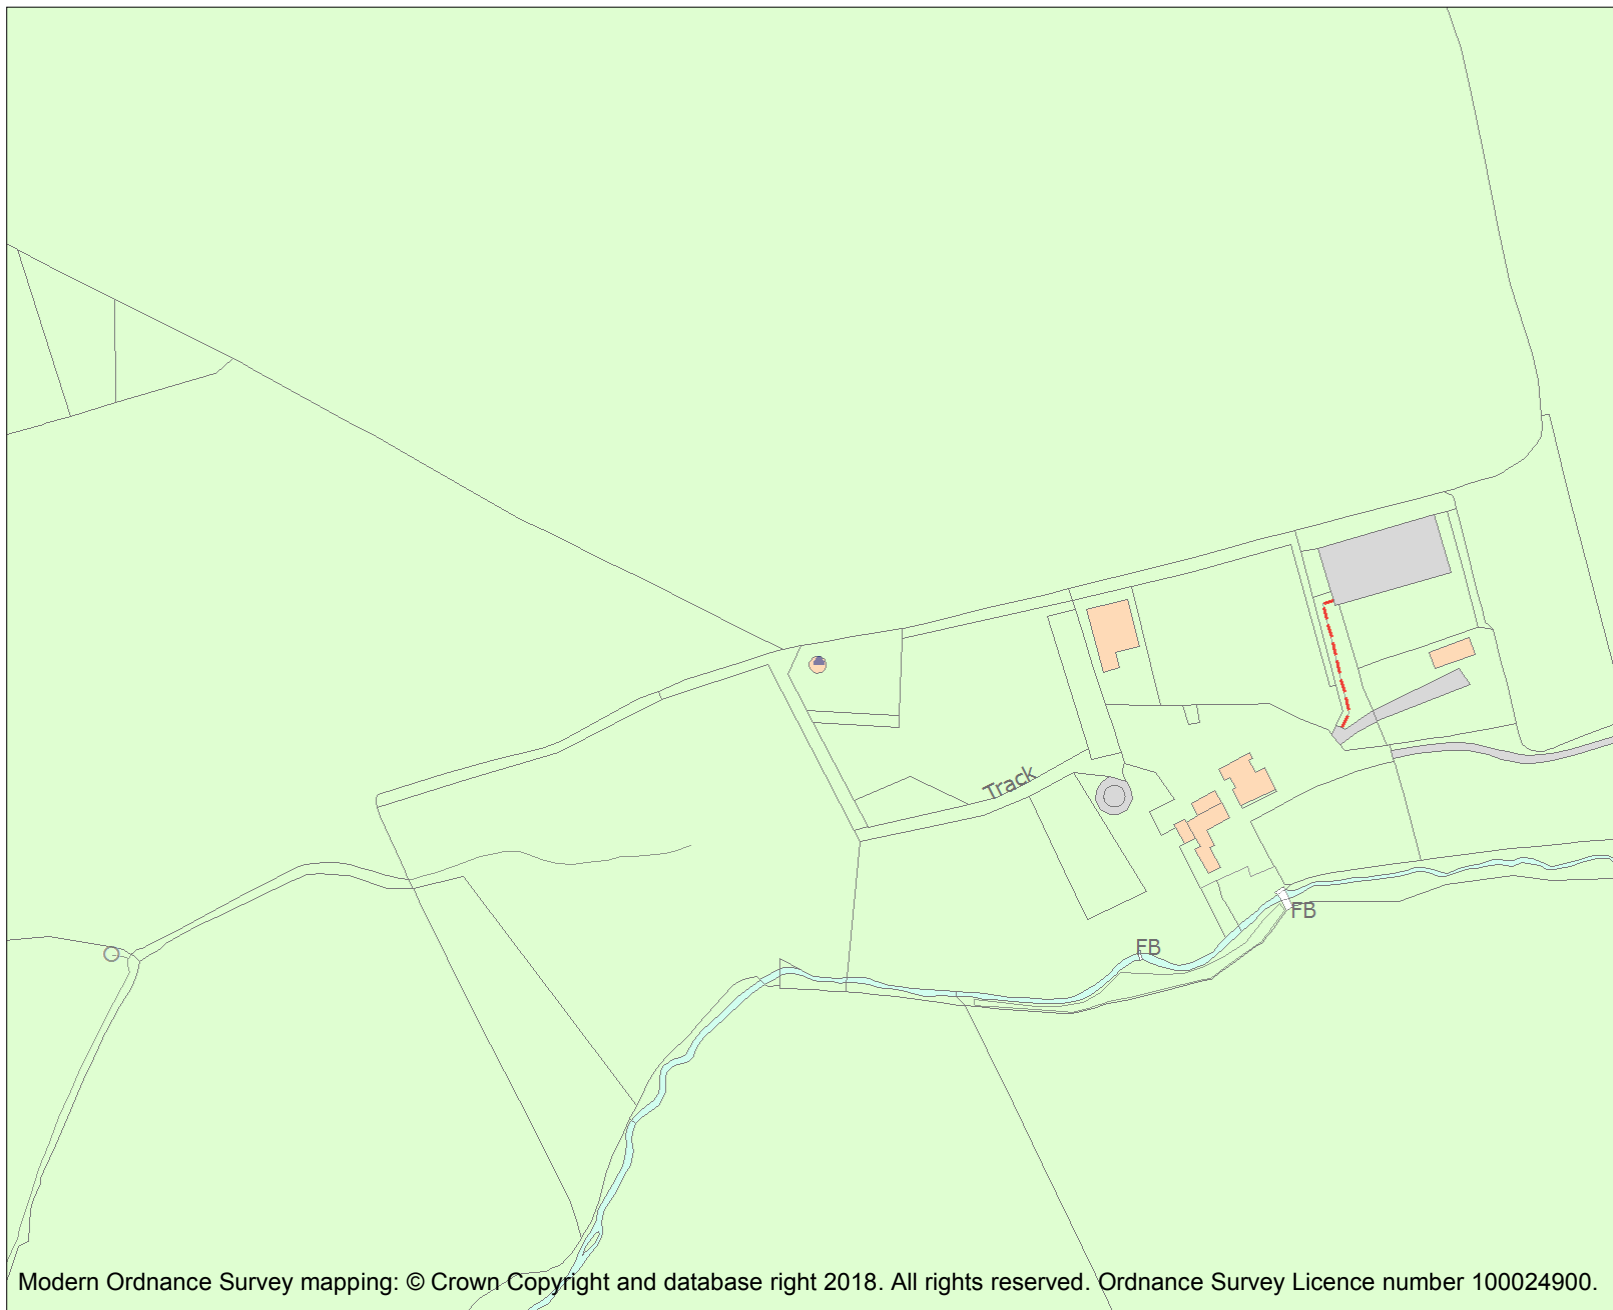 Track
FB
FB
Modern Ordnance Survey mapping: © Crown Copyright and database right 2018. All rights reserved. Ordnance Survey Licence number 100024900.